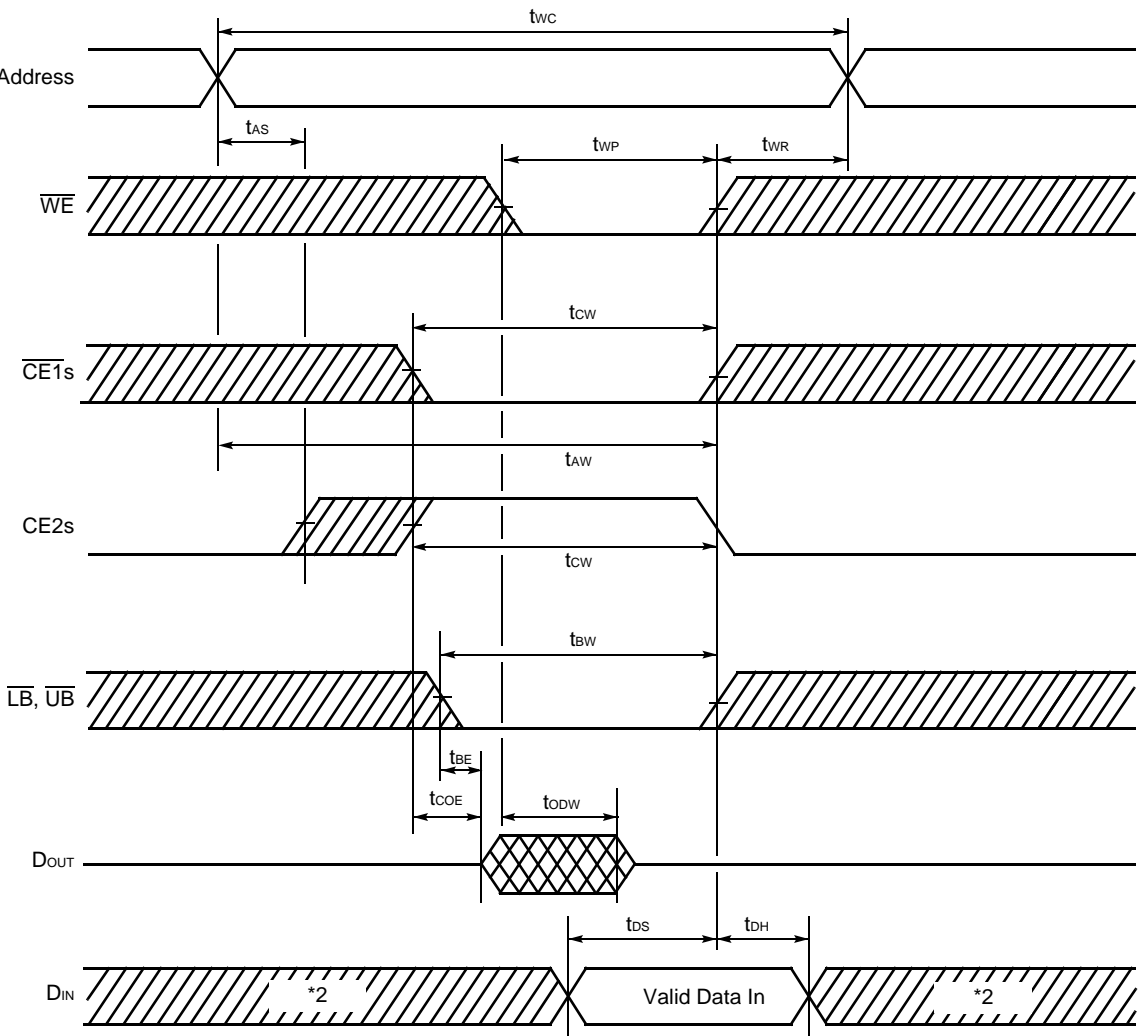 tWC
Address
tAS
tWP
tWR
WE
tCW
CE1s
tAW
CE2s
tCW
tBW
LB, UB
tBE
tCOE
tODW
DOUT
tDS
tDH
DIN
*2
Valid Data In
*2